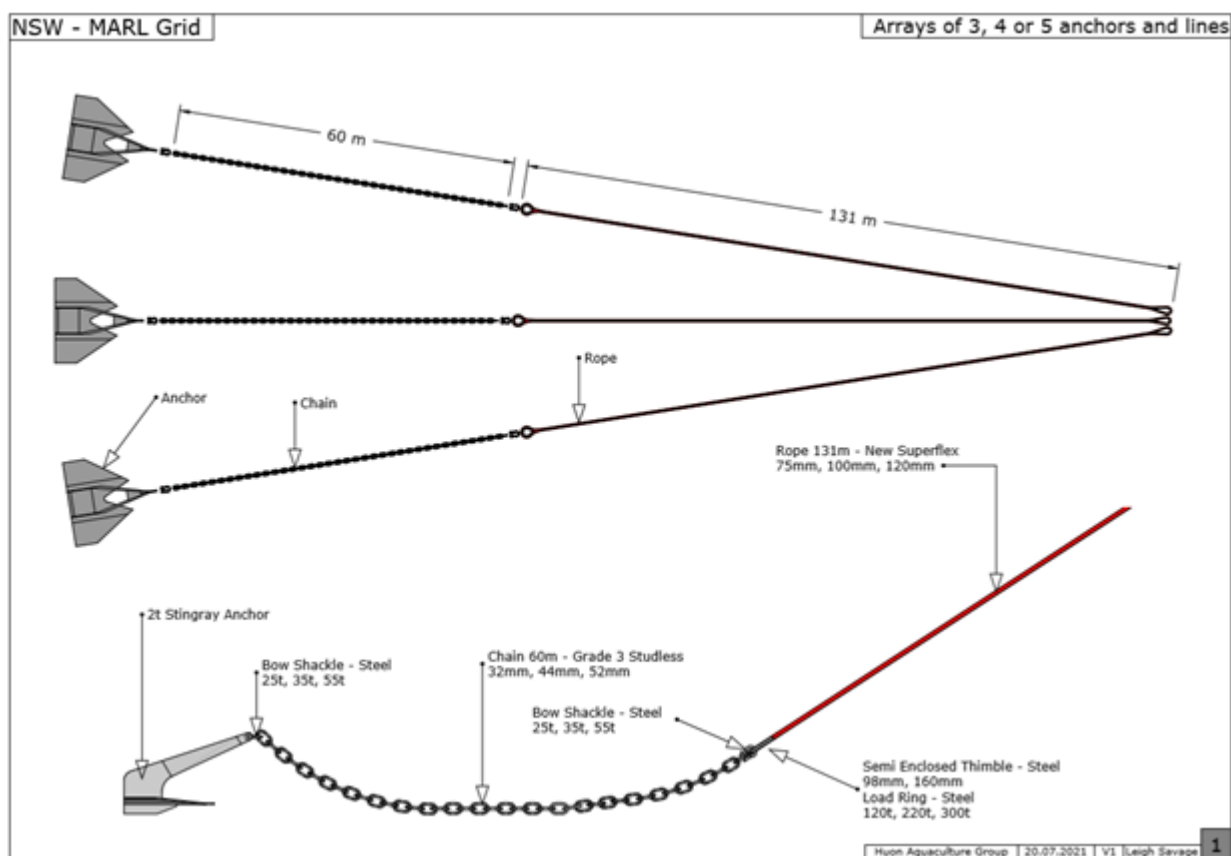 NSW - MARL Grid
Arrays of 3, 4 or 5 anchors and lines
60 m
131 m
Rope
Anchor
Chain
Rope 131m - New Superflex
75mm, 100mm, 120mm
2t Stingray Anchor
Bow Shackle - Steel
25t, 35t, 55t
Chain 60m - Grade 3 Studless
32mm, 44mm, 52mm
Bow Shackle - Steel
25t, 35t, 55t
Semi Enclosed Thimble - Steel
98mm, 160mm
Load Ring - Steel
120t, 220t, 300t
Huon Aquaculture Group 20.07.2021 V1 Leigh Savage 1